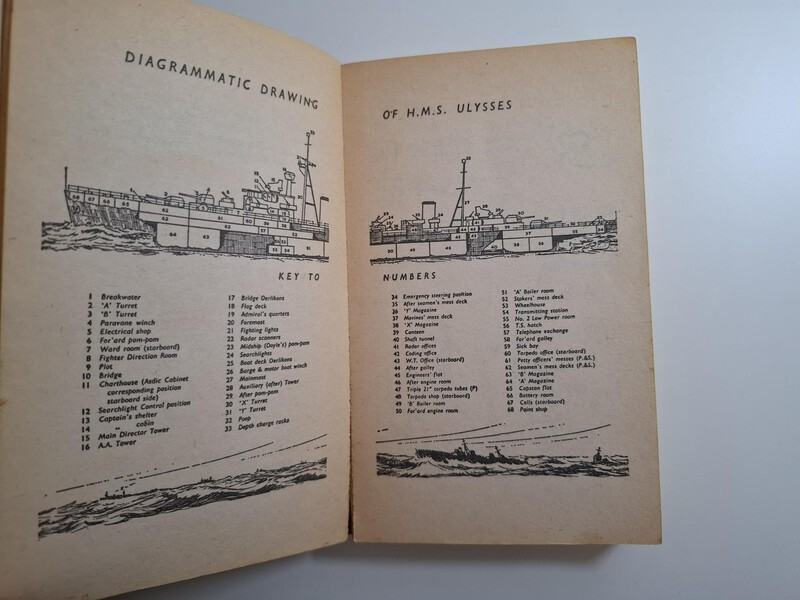 DIAGRAMMATIC DRAWING
OF H.M.S. ULYSSES
KEY TO
NUMBERS
1 Breakwater
2 'A' Turret
3 'B' Turret
4 Paravane winch
5 Electrical shop
6 For'ard pom-pom
7 Ward room (starboard)
8 Fighter Direction Room
9 Plot
10 Bridge
11 Charthouse (Asdic Cabinet
corresponding position
starboard side)
12 Searchlight Control position
13 Captain's shelter
14 " cabin
15 Main Director Tower
16 A.A. Tower
17 Bridge Oerlikons
18 Flag deck
19 Admiral's quarters
20 Foremast
21 Fighting lights
22 Radar scanners
23 Midship (Doyle's) pom-pom
24 Searchlights
25 Boat deck Oerlikons
26 Barge & motor boat winch
27 Mainmast
28 Auxiliary (after) Tower
29 After pom-pom
30 'X' Turret
31 'Y' Turret
32 Poop
33 Depth charge racks
34 Emergency steering position
35 After seamen's mess deck
36 'Y' Magazine
37 Marines' mess deck
38 'X' Magazine
39 Canteen
40 Shaft tunnel
41 Radar offices
42 Coding office
43 W.T. Office (starboard)
44 After galley
45 Engineers' flat
46 After engine room
47 Triple 21" torpedo tubes (P)
48 Torpedo shop (starboard)
49 'B' Boiler room
50 For'ard engine room
51 'A' Boiler room
52 Stokers' mess deck
53 Wheelhouse
54 Transmitting station
55 No. 2 Low Power room
56 T.S. hatch
57 Telephone exchange
58 For'ard galley
59 Sick bay
60 Torpedo office (starboard)
61 Petty officers' messes (P.&S.)
62 Seamen's mess decks (P.&S.)
63 'B' Magazine
64 'A' Magazine
65 Capstan flat
66 Battery room
67 Cells (starboard)
68 Paint shop